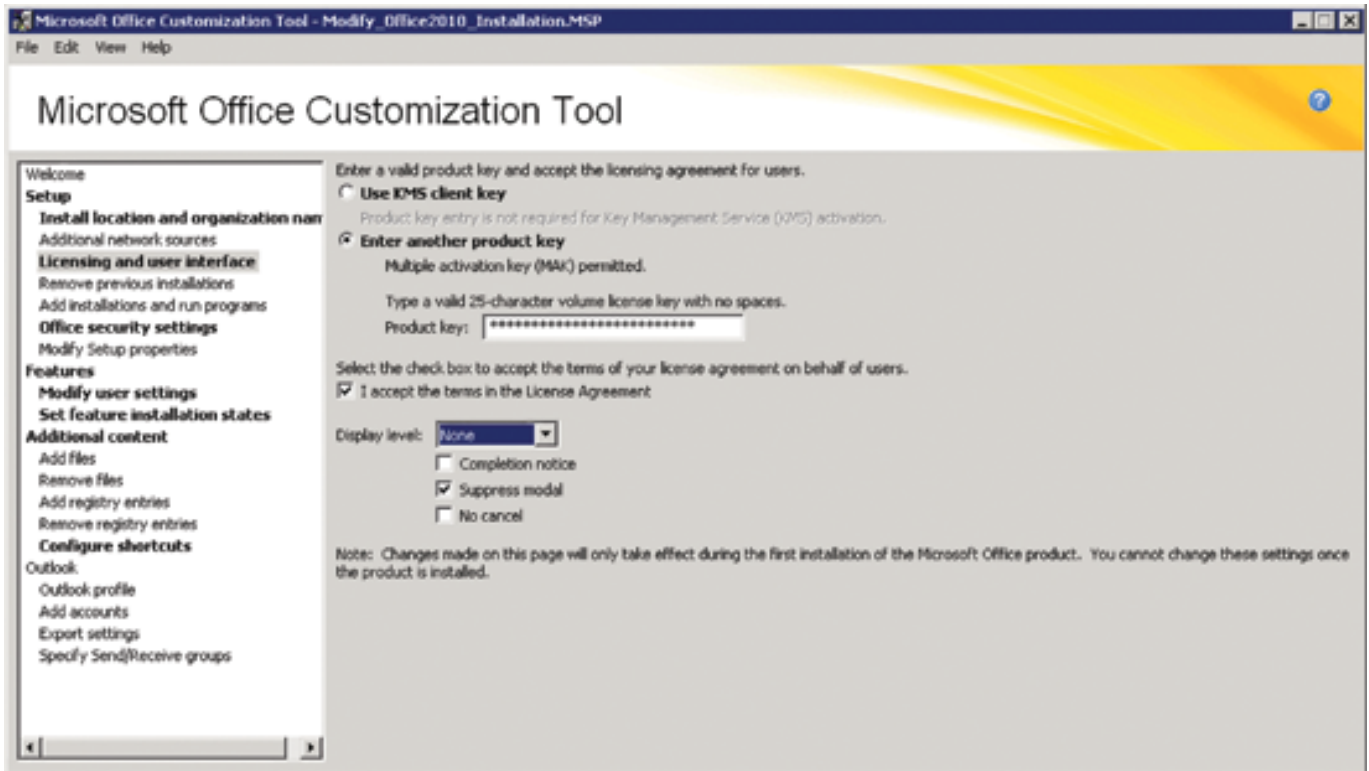 Microsoft Office Customization Tool - Modify_Office2010_Installation.MSP
File Edit View Help
Microsoft Office Customization Tool
?
Welcome
Setup
Install location and organization nam
Additional network sources
Licensing and user interface
Remove previous installations
Add installations and run programs
Office security settings
Modify Setup properties
Features
Modify user settings
Set feature installation states
Additional content
Add files
Remove files
Add registry entries
Remove registry entries
Configure shortcuts
Outlook
Outlook profile
Add accounts
Export settings
Specify Send/Receive groups
Enter a valid product key and accept the licensing agreement for users.
Use KMS client key
Product key entry is not required for Key Management Service (KMS) activation.
Enter another product key
Multiple activation key (MAK) permitted.
Type a valid 25-character volume license key with no spaces.
Product key: *************************
Select the check box to accept the terms of your license agreement on behalf of users.
I accept the terms in the License Agreement
Display level: None
Completion notice
Suppress modal
No cancel
Note: Changes made on this page will only take effect during the first installation of the Microsoft Office product. You cannot change these settings once
the product is installed.